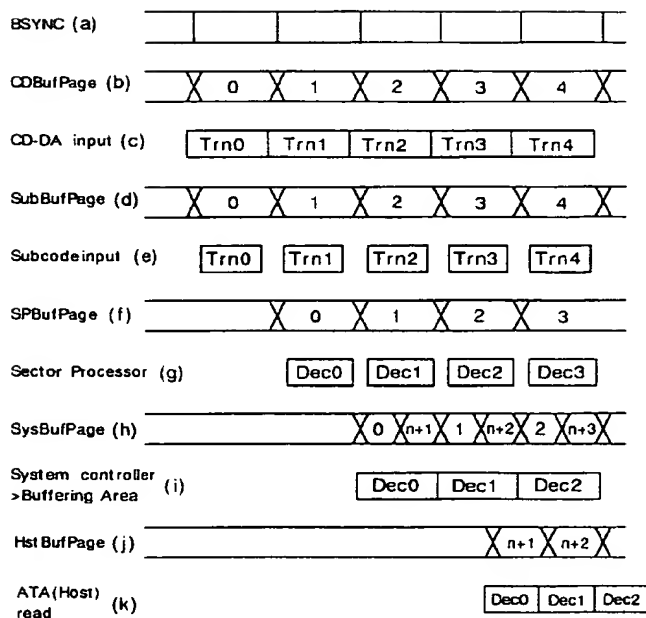 BSYNC (a)
CDBufPage (b) 0 1 2 3 4
CD-DA input (c) Trn0 Trn1 Trn2 Trn3 Trn4
SubBufPage (d) 0 1 2 3 4
Subcodeinput (e) Trn0 Trn1 Trn2 Trn3 Trn4
SPBufPage (f) 0 1 2 3
Sector Processor (g) Dec0 Dec1 Dec2 Dec3
SysBufPage (h) 0 n+1 1 n+2 2 n+3
System controller
>Buffering Area (i) Dec0 Dec1 Dec2
HstBufPage (j) n+1 n+2
ATA(Host)
read (k) Dec0 Dec1 Dec2